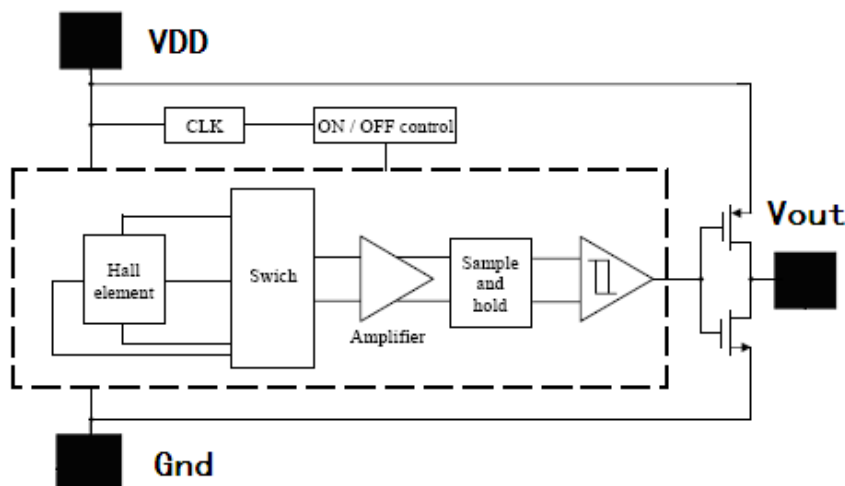 VDD
CLK
ON / OFF control
Vout
Hall
element
Swich
Sample
and
hold
Amplifier
Gnd